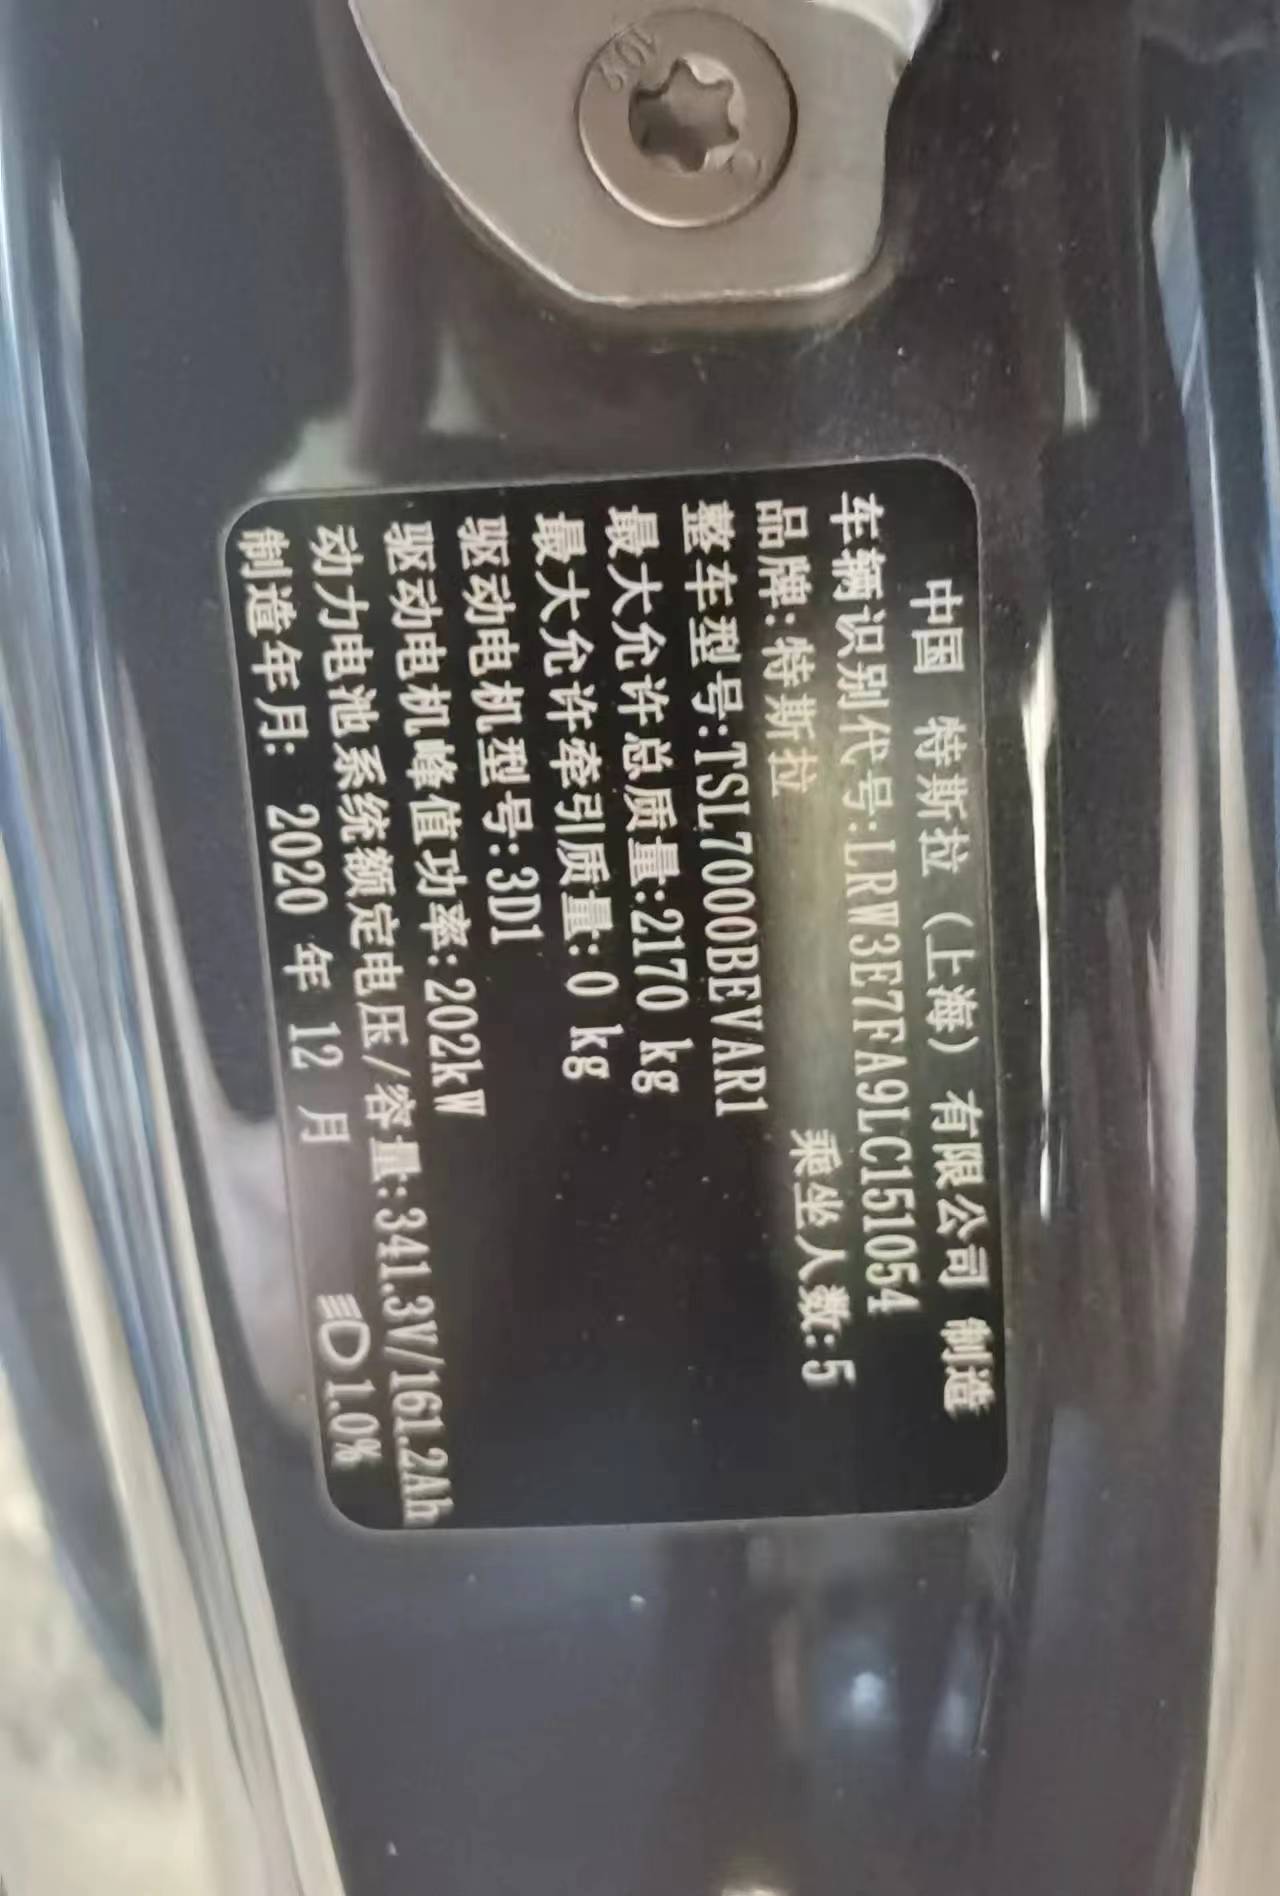 中国 特斯拉（上海）有限公司 制造
车辆识别代号:LRW3E7FA9LC151054
品牌:特斯拉 乘坐人数:5
整车型号:TSL7000BEVAR1
最大允许总质量:2170 kg
最大允许牵引质量: 0 kg
驱动电机型号:3D1
驱动电机峰值功率:202kW
动力电池系统额定电压/容量:341.3V/161.2Ah
制造年月: 2020 年 12 月 1.0%